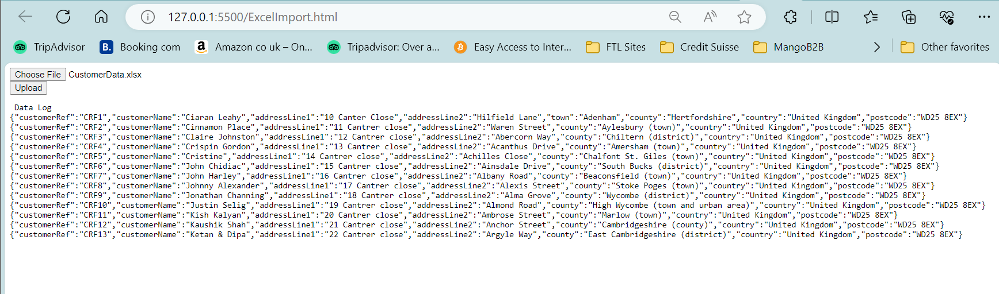 127.0.0.1:5500/ExcelImport.html
TripAdvisor B. Booking com a Amazon co uk – On... Tripadvisor: Over a... Easy Access to Inter... FTL Sites Credit Suisse MangoB2B Other favorites
Choose File CustomerData.xlsx
Upload
Data Log
{"customerRef":"CRF1","customerName":"Ciaran Leahy","addressLine1":"10 Canter Close","addressLine2":"Hilfield Lane","town":"Adenham","county":"Hertfordshire","country":"United Kingdom","postcode":"WD25 8EX"}
{"customerRef":"CRF2","customerName":"Cinnamon Place","addressLine1":"11 Cantrer close","addressLine2":"Waren Street","county":"Aylesbury (town)","country":"United Kingdom","postcode":"WD25 8EX"}
{"customerRef":"CRF3","customerName":"Claire Johnston","addressLine1":"12 Cantrer close","addressLine2":"Abercorn Way","county":"Chiltern (district)","country":"United Kingdom","postcode":"WD25 8EX"}
{"customerRef":"CRF4","customerName":"Crispin Gordon","addressLine1":"13 Cantrer close","addressLine2":"Acanthus Drive","county":"Amersham (town)","country":"United Kingdom","postcode":"WD25 8EX"}
{"customerRef":"CRF5","customerName":"Cristine","addressLine1":"14 Cantrer close","addressLine2":"Achilles Close","county":"Chalfont St. Giles (town)","country":"United Kingdom","postcode":"WD25 8EX"}
{"customerRef":"CRF6","customerName":"John Chidiac","addressLine1":"15 Cantrer close","addressLine2":"Ainsdale Drive","county":"South Bucks (district)","country":"United Kingdom","postcode":"WD25 8EX"}
{"customerRef":"CRF7","customerName":"John Harley","addressLine1":"16 Cantrer close","addressLine2":"Albany Road","county":"Beaconsfield (town)","country":"United Kingdom","postcode":"WD25 8EX"}
{"customerRef":"CRF8","customerName":"Johnny Alexander","addressLine1":"17 Cantrer close","addressLine2":"Alexis Street","county":"Stoke Poges (town)","country":"United Kingdom","postcode":"WD25 8EX"}
{"customerRef":"CRF9","customerName":"Jonathan Channing","addressLine1":"18 Cantrer close","addressLine2":"Alma Grove","county":"Wycombe (district)","country":"United Kingdom","postcode":"WD25 8EX"}
{"customerRef":"CRF10","customerName":"Justin Selig","addressLine1":"19 Cantrer close","addressLine2":"Almond Road","county":"High Wycombe (town and urban area)","country":"United Kingdom","postcode":"WD25 8EX"}
{"customerRef":"CRF11","customerName":"Kish Kalyan","addressLine1":"20 Cantrer close","addressLine2":"Ambrose Street","county":"Marlow (town)","country":"United Kingdom","postcode":"WD25 8EX"}
{"customerRef":"CRF12","customerName":"Kaushik Shah","addressLine1":"21 Cantrer close","addressLine2":"Anchor Street","county":"Cambridgeshire (county)","country":"United Kingdom","postcode":"WD25 8EX"}
{"customerRef":"CRF13","customerName":"Ketan & Dipa","addressLine1":"22 Cantrer close","addressLine2":"Argyle Way","county":"East Cambridgeshire (district)","country":"United Kingdom","postcode":"WD25 8EX"}